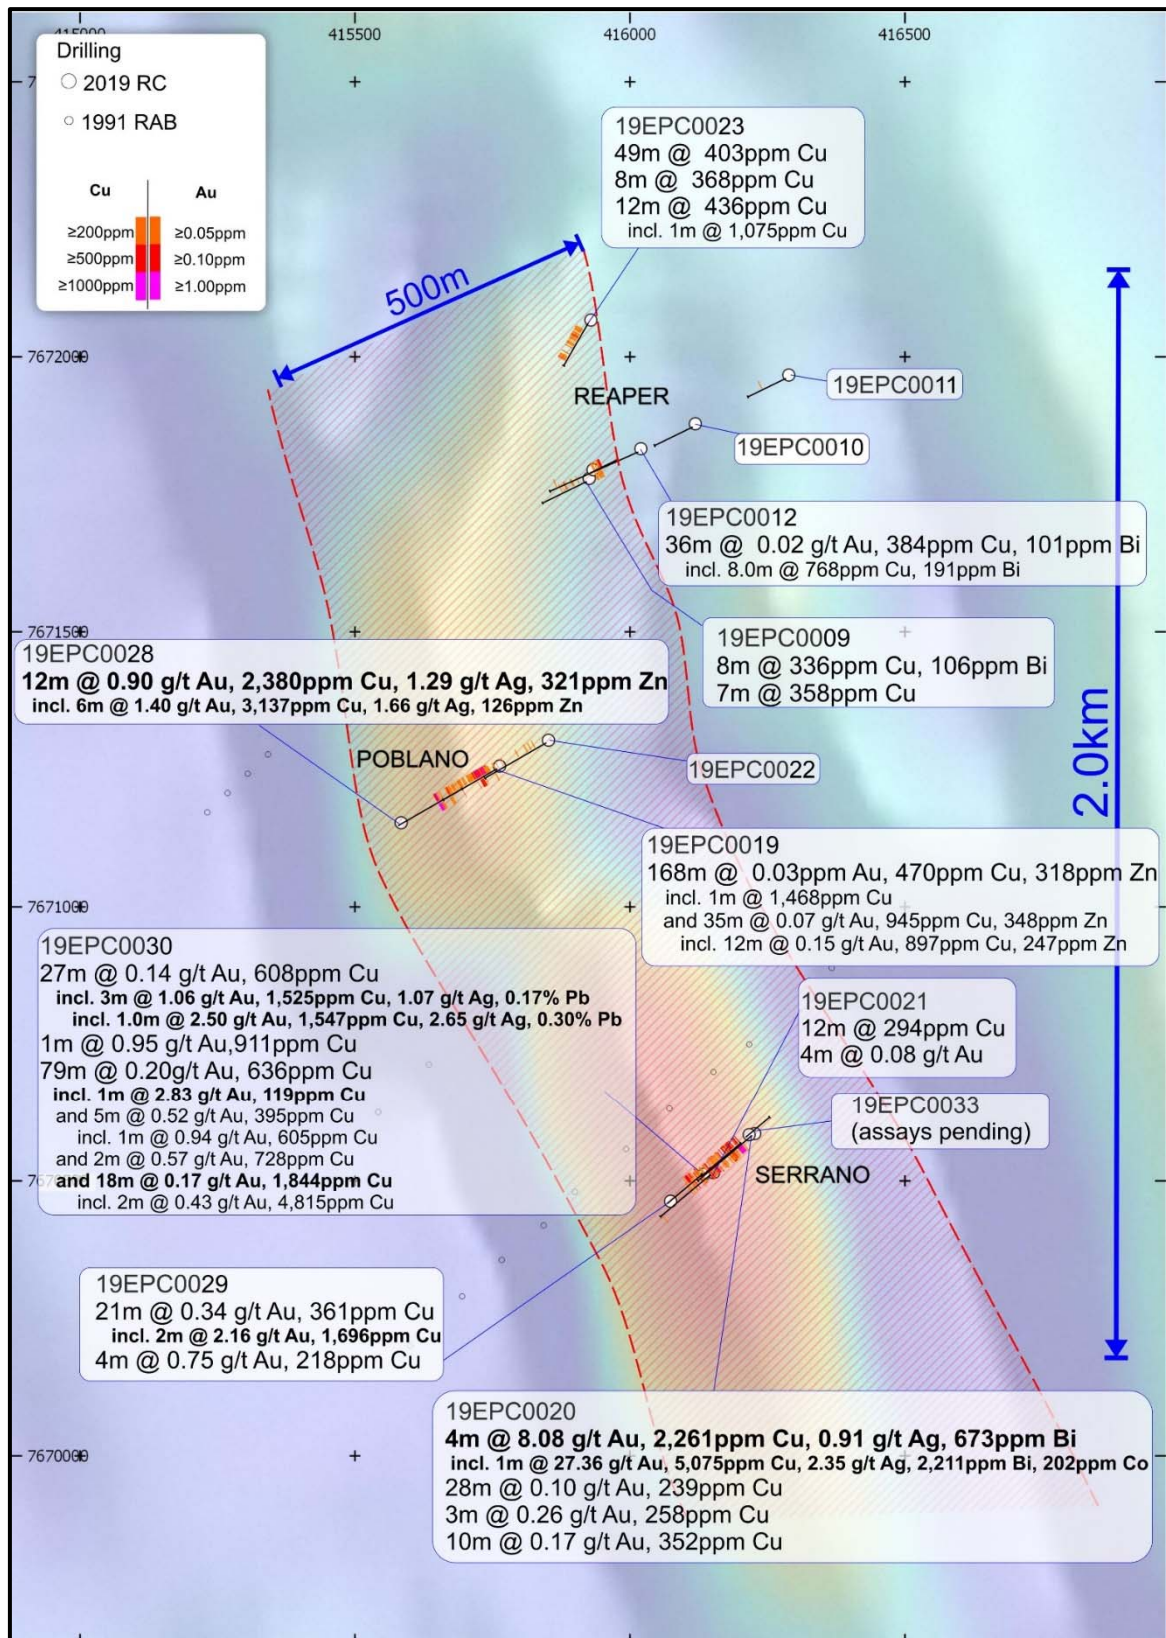 415000 415500 416000 416500
Drilling
2019 RC
1991 RAB
Cu Au
≥200ppm ≥0.05ppm
≥500ppm ≥0.10ppm
≥1000ppm ≥1.00ppm
19EPC0023
49m @ 403ppm Cu
8m @ 368ppm Cu
12m @ 436ppm Cu
incl. 1m @ 1,075ppm Cu
500m
7672000
REAPER
19EPC0011
19EPC0010
19EPC0012
36m @ 0.02 g/t Au, 384ppm Cu, 101ppm Bi
incl. 8.0m @ 768ppm Cu, 191ppm Bi
7671500
19EPC0009
8m @ 336ppm Cu, 106ppm Bi
7m @ 358ppm Cu
19EPC0028
12m @ 0.90 g/t Au, 2,380ppm Cu, 1.29 g/t Ag, 321ppm Zn
incl. 6m @ 1.40 g/t Au, 3,137ppm Cu, 1.66 g/t Ag, 126ppm Zn
2.0km
POBLANO
19EPC0022
19EPC0019
168m @ 0.03ppm Au, 470ppm Cu, 318ppm Zn
incl. 1m @ 1,468ppm Cu
and 35m @ 0.07 g/t Au, 945ppm Cu, 348ppm Zn
incl. 12m @ 0.15 g/t Au, 897ppm Cu, 247ppm Zn
7671000
19EPC0030
27m @ 0.14 g/t Au, 608ppm Cu
incl. 3m @ 1.06 g/t Au, 1,525ppm Cu, 1.07 g/t Ag, 0.17% Pb
incl. 1.0m @ 2.50 g/t Au, 1,547ppm Cu, 2.65 g/t Ag, 0.30% Pb
1m @ 0.95 g/t Au,911ppm Cu
79m @ 0.20g/t Au, 636ppm Cu
incl. 1m @ 2.83 g/t Au, 119ppm Cu
and 5m @ 0.52 g/t Au, 395ppm Cu
incl. 1m @ 0.94 g/t Au, 605ppm Cu
and 2m @ 0.57 g/t Au, 728ppm Cu
and 18m @ 0.17 g/t Au, 1,844ppm Cu
incl. 2m @ 0.43 g/t Au, 4,815ppm Cu
19EPC0021
12m @ 294ppm Cu
4m @ 0.08 g/t Au
19EPC0033
(assays pending)
SERRANO
19EPC0029
21m @ 0.34 g/t Au, 361ppm Cu
incl. 2m @ 2.16 g/t Au, 1,696ppm Cu
4m @ 0.75 g/t Au, 218ppm Cu
19EPC0020
4m @ 8.08 g/t Au, 2,261ppm Cu, 0.91 g/t Ag, 673ppm Bi
incl. 1m @ 27.36 g/t Au, 5,075ppm Cu, 2.35 g/t Ag, 2,211ppm Bi, 202ppm Co
28m @ 0.10 g/t Au, 239ppm Cu
3m @ 0.26 g/t Au, 258ppm Cu
10m @ 0.17 g/t Au, 352ppm Cu
7670000